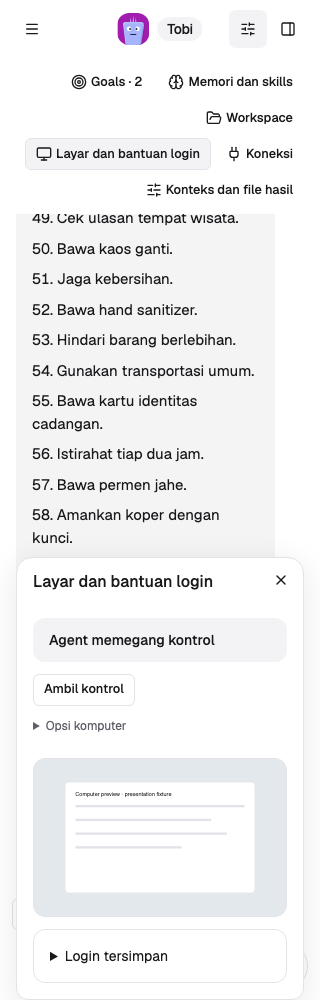 Tobi
Goals · 2
Memori dan skills
Workspace
Layar dan bantuan login
Koneksi
Konteks dan file hasil
49. Cek ulasan tempat wisata.
50. Bawa kaos ganti.
51. Jaga kebersihan.
52. Bawa hand sanitizer.
53. Hindari barang berlebihan.
54. Gunakan transportasi umum.
55. Bawa kartu identitas
cadangan.
56. Istirahat tiap dua jam.
57. Bawa permen jahe.
58. Amankan koper dengan
kunci.
Layar dan bantuan login
Agent memegang kontrol
Ambil kontrol
Opsi komputer
Computer preview · presentation fixture
Login tersimpan